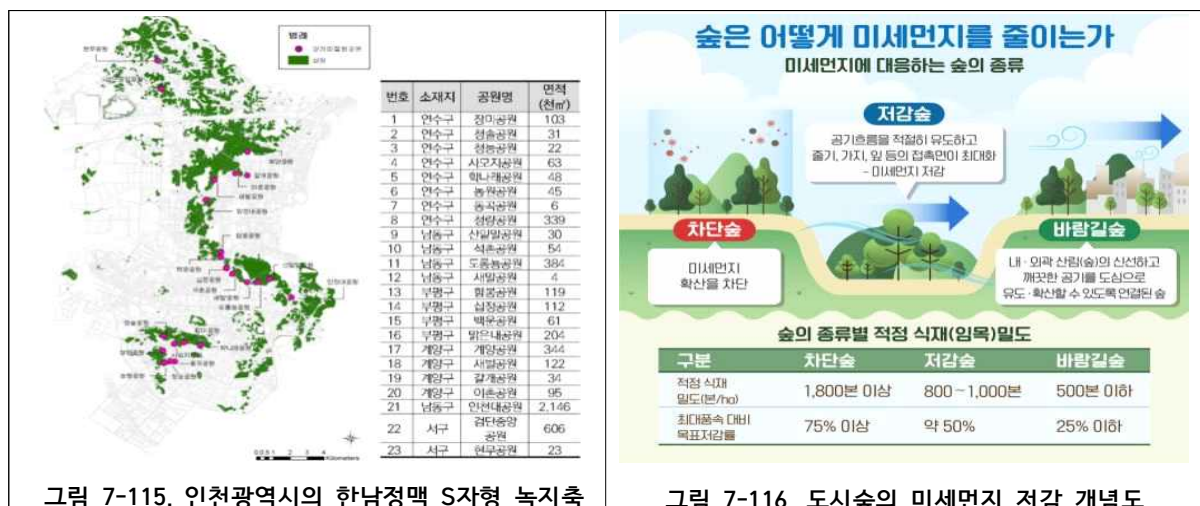 범례
산림
번호 소재지 공원명 면적(천㎡)
1 연수구 장미공원 103
2 연수구 청솔공원 31
3 연수구 청능공원 22
4 연수구 사모지공원 63
5 연수구 학나래공원 48
6 연수구 농원공원 45
7 연수구 동곡공원 6
8 연수구 청량공원 339
9 남동구 산밑말공원 30
10 남동구 석촌공원 54
11 남동구 도롱뇽공원 384
12 남동구 새말공원 4
13 부평구 함봉공원 119
14 부평구 십정공원 112
15 부평구 백운공원 61
16 부평구 맑은내공원 204
17 계양구 계양공원 344
18 계양구 새벌공원 122
19 계양구 갈개공원 34
20 계양구 이촌공원 95
21 남동구 인천대공원 2,146
22 서구 검단중앙공원 606
23 서구 현무공원 23
Kilometers
그림 7-115. 인천광역시의 한남정맥 S자형 녹지축
숲은 어떻게 미세먼지를 줄이는가
미세먼지에 대응하는 숲의 종류
저감숲
공기흐름을 적절히 유도하고
줄기, 가지, 잎 등의 접촉면이 최대화
- 미세먼지 저감
차단숲
미세먼지
확산을 차단
바람길숲
내·외곽 산림(숲)의 신선하고
깨끗한 공기를 도심으로
유도·확산할 수 있도록 연결된 숲
숲의 종류별 적정 식재(임목)밀도
구분 차단숲 저감숲 바람길숲
적정 식재
밀도(본/ha) 1,800본 이상 800~1,000본 500본 이하
최대풍속 대비
목표저감률 75% 이상 약 50% 25% 이하
그림 7-116. 도시숲의 미세먼지 저감 개념도